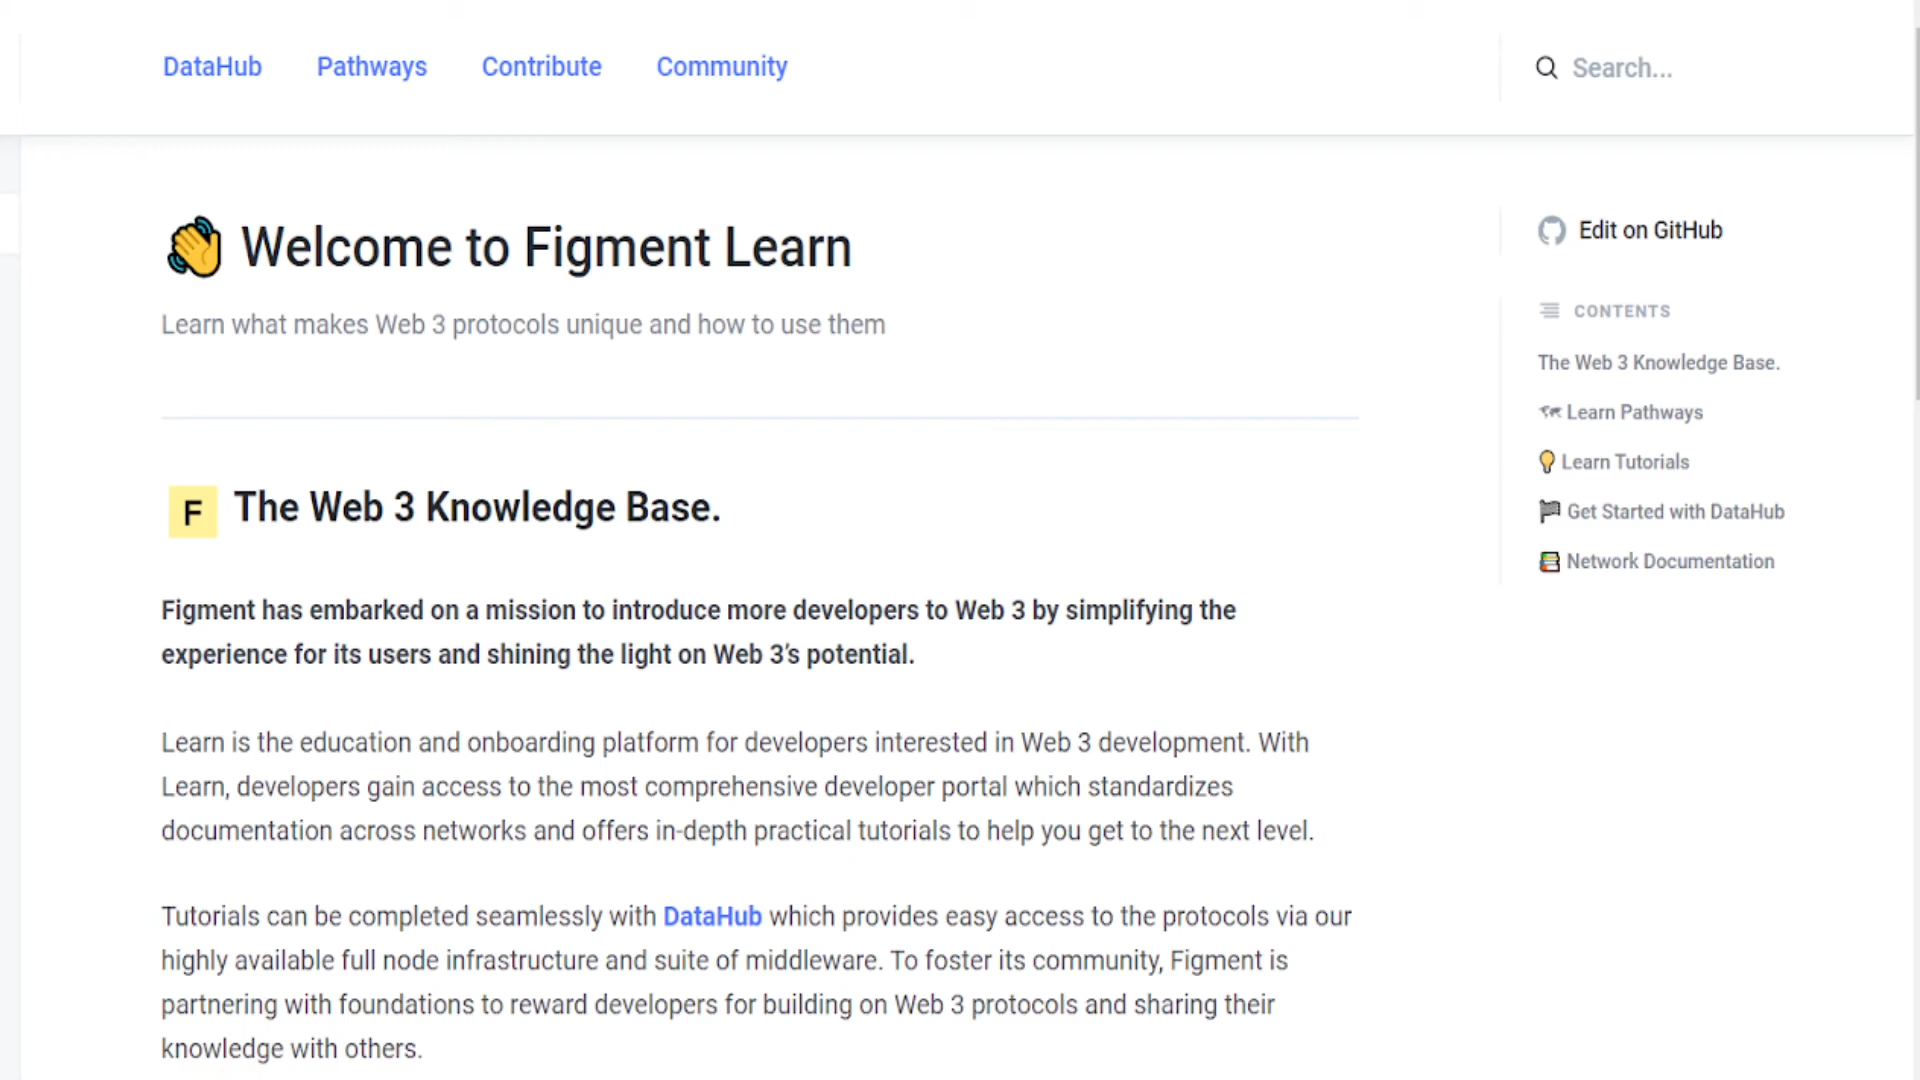 DataHub Pathways Contribute Community Search...
Welcome to Figment Learn
Learn what makes Web 3 protocols unique and how to use them
F The Web 3 Knowledge Base.
Figment has embarked on a mission to introduce more developers to Web 3 by simplifying the
experience for its users and shining the light on Web 3's potential.
Learn is the education and onboarding platform for developers interested in Web 3 development. With
Learn, developers gain access to the most comprehensive developer portal which standardizes
documentation across networks and offers in-depth practical tutorials to help you get to the next level.
Tutorials can be completed seamlessly with DataHub which provides easy access to the protocols via our
highly available full node infrastructure and suite of middleware. To foster its community, Figment is
partnering with foundations to reward developers for building on Web 3 protocols and sharing their
knowledge with others.
Edit on GitHub
CONTENTS
The Web 3 Knowledge Base.
Learn Pathways
Learn Tutorials
Get Started with DataHub
Network Documentation